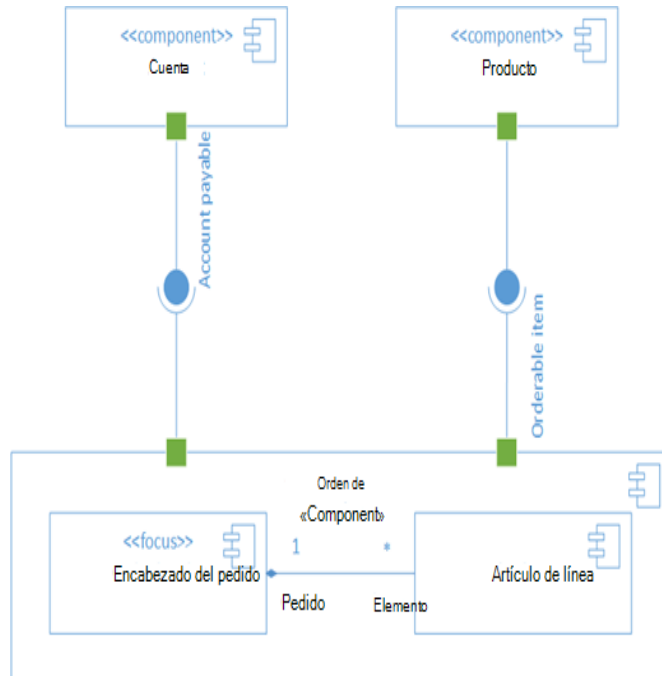 <<component>>
Cuenta
<<component>>
Producto
Account payable
Orderable item
Orden de
«Component»
<<focus>>
Encabezado del pedido
1
*
Pedido
Elemento
Artículo de línea